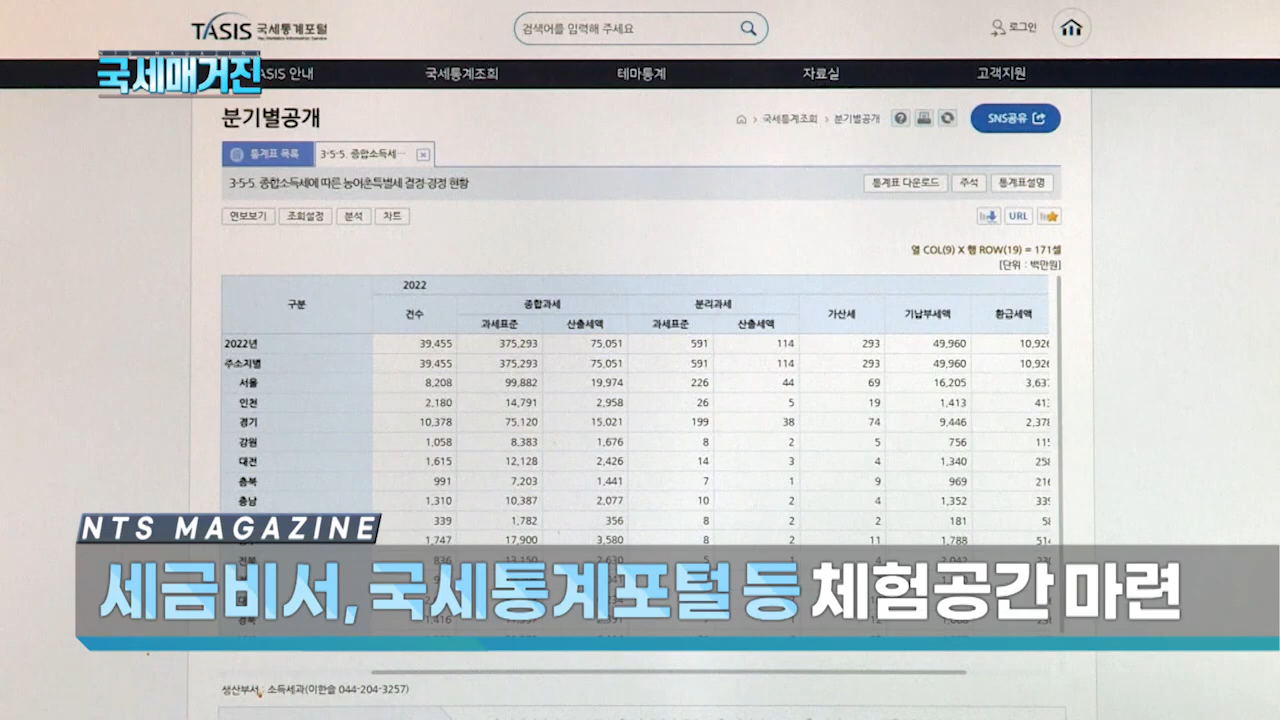 TASIS 국세통계포털
검색어를 입력해 주세요
로그인
NTS MAGAZINE
국세매거진
안내 국세통계조회 테마통계 자료실 고객지원
분기별공개
국세통계조회 > 분기별공개
SNS공유
통계표 목록
3-5-5. 종합소득세…
3-5-5. 종합소득세에 따른 농어촌특별세 결정·경정 현황
통계표 다운로드 주석 통계표설명
연보보기 조회설정 분석 차트
URL
열 COL(9) X 행 ROW(19) = 171셀
[단위 : 백만원]
구분 2022
건수 종합과세 분리과세 가산세 기납부세액 환급세액
과세표준 산출세액 과세표준 산출세액
2022년 39,455 375,293 75,051 591 114 293 49,960 10,926
주소지별 39,455 375,293 75,051 591 114 293 49,960 10,926
서울 8,208 99,882 19,974 226 44 69 16,205 3,637
인천 2,180 14,791 2,958 26 5 19 1,413
경기 10,378 75,120 15,021 199 38 74 9,446 2,378
강원 1,058 8,383 1,676 8 2 5 756
대전 1,615 12,128 2,426 14 3 4 1,340 258
충북 991 7,203 1,441 7 1 9 969 216
충남 1,310 10,387 2,077 10 2 4 1,352 339
339 1,782 356 8 2 2 181
1,747 17,900 3,580 8 2 11 1,788
NTS MAGAZINE
세금비서, 국세통계포털 등 체험공간 마련
생산부서 : 소득세과(이한솔 044-204-3257)